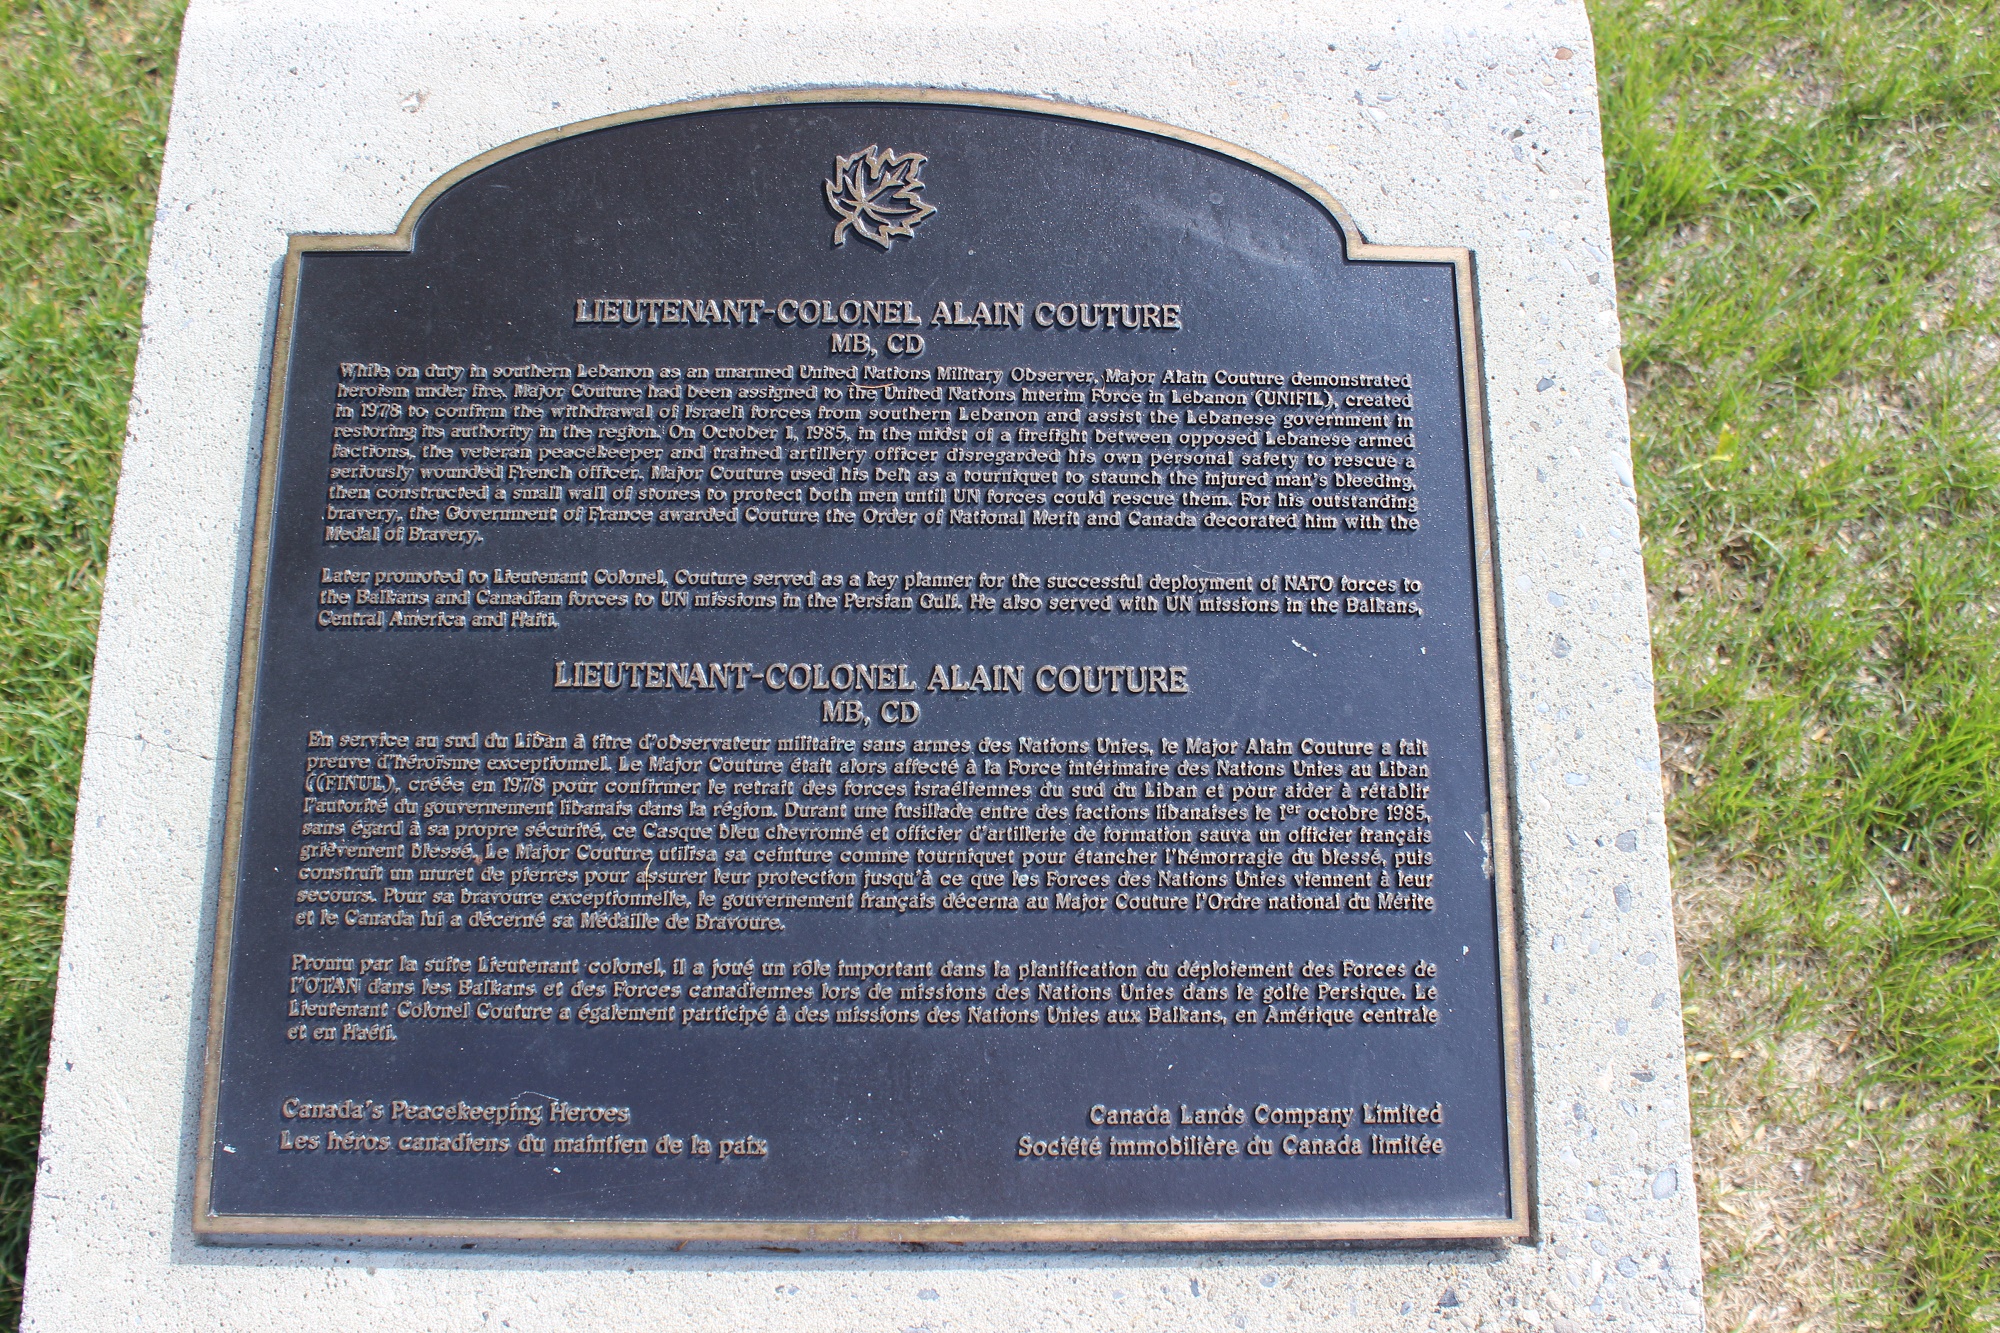 LIEUTENANT-COLONEL ALAIN COUTURE
MB, CD
While on duty in southern Lebanon as an unarmed United Nations Military Observer, Major Alain Couture demonstrated
heroism under fire. Major Couture had been assigned to the United Nations Interim Force in Lebanon (UNIFIL), created
in 1978 to confirm the withdrawal of Israeli forces from southern Lebanon and assist the Lebanese government in
restoring its authority in the region. On October 1, 1985, in the midst of a firefight between opposed Lebanese armed
factions, the veteran peacekeeper and trained artillery officer disregarded his own personal safety to rescue a
seriously wounded French officer. Major Couture used his belt as a tourniquet to staunch the injured man's bleeding,
then constructed a small wall of stones to protect both men until UN forces could rescue them. For his outstanding
bravery, the Government of France awarded Couture the Order of National Merit and Canada decorated him with the
Medal of Bravery.
Later promoted to Lieutenant Colonel, Couture served as a key planner for the successful deployment of NATO forces to
the Balkans and Canadian forces to UN missions in the Persian Gulf. He also served with UN missions in the Balkans,
Central America and Haiti.
LIEUTENANT-COLONEL ALAIN COUTURE
MB, CD
En service au sud du Liban à titre d'observateur militaire sans armes des Nations Unies, le Major Alain Couture a fait
preuve d'héroïsme exceptionnel. Le Major Couture était alors affecté à la Force intérimaire des Nations Unies au Liban
((FINUL), créée en 1978 pour confirmer le retrait des forces israéliennes du sud du Liban et pour aider à rétablir
l'autorité du gouvernement libanais dans la région. Durant une fusillade entre des factions libanaises le 1er octobre 1985,
sans égard à sa propre sécurité, ce Casque bleu chevronné et officier d'artillerie de formation sauva un officier français
grièvement blessé. Le Major Couture utilisa sa ceinture comme tourniquet pour étancher l'hémorragie du blessé, puis
construit un muret de pierres pour assurer leur protection jusqu'à ce que les Forces des Nations Unies viennent à leur
secours. Pour sa bravoure exceptionnelle, le gouvernement français décerna au Major Couture l'Ordre national du Mérite
et le Canada lui a décerné sa Médaille de Bravoure.
Promu par la suite Lieutenant colonel, il a joué un rôle important dans la planification du déploiement des Forces de
l'OTAN dans les Balkans et des Forces canadiennes lors de missions des Nations Unies dans le golfe Persique. Le
Lieutenant Colonel Couture a également participé à des missions des Nations Unies aux Balkans, en Amérique centrale
et en Haéti.
Canada's Peacekeeping Heroes
Les héros canadiens du maintien de la paix
Canada Lands Company Limited
Société immobilière du Canada limitée